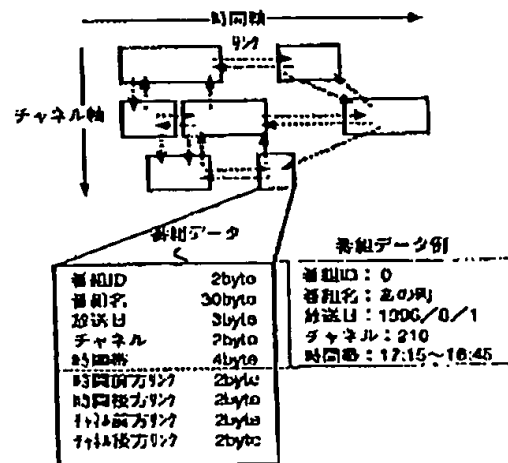 時間軸
リンク
チャネル軸
番組データ
番組データ例
番組ID 2byte
番組名 30byte
放送日 3byte
チャネル 2byte
時間帯 4byte
時間前方リンク 2byte
時間後方リンク 2byte
チャネル前方リンク 2byte
チャネル後方リンク 2byte
番組ID：0
番組名：
放送日：
チャネル：210
時間帯：17:15～